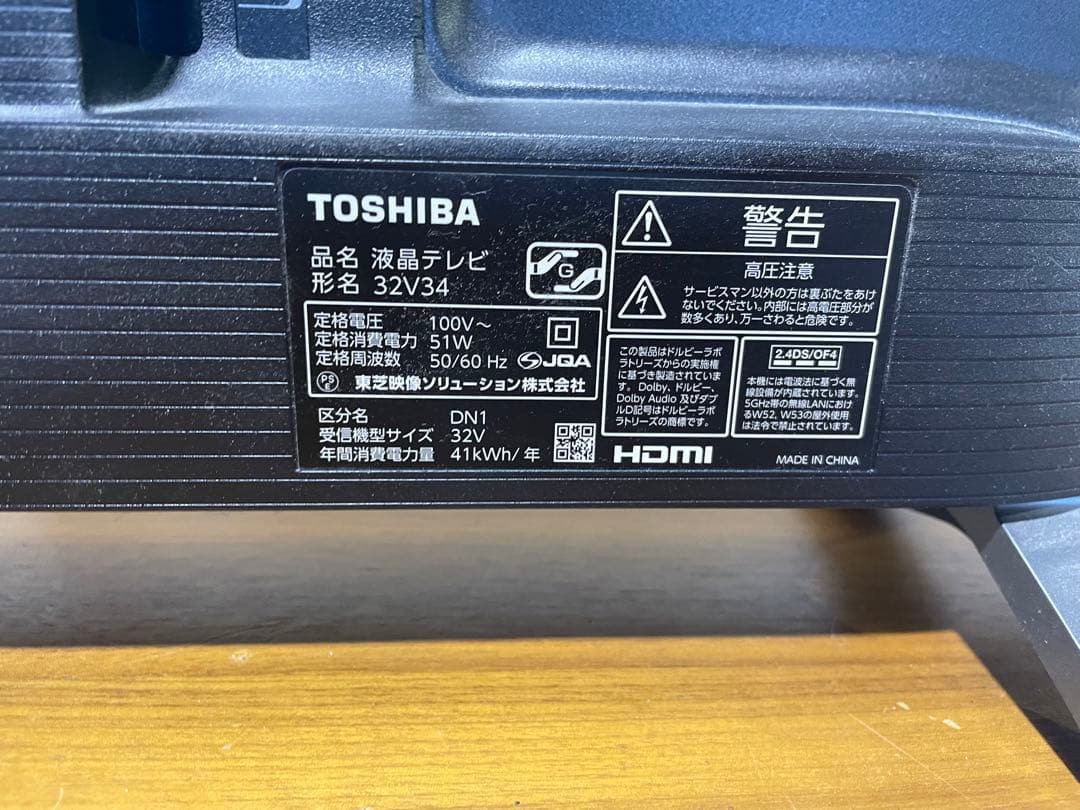 TOSHIBA
品名 液晶テレビ
形名 32V34
G
定格電圧 100V～
定格消費電力 51W
定格周波数 50/60 Hz JQA
PS
E 東芝映像ソリューション株式会社
区分名 DN1
受信機型サイズ 32V
年間消費電力量 41kWh/年
警告
高圧注意
サービスマン以外の方は裏ぶたをあけ
ないでください。内部には高電圧部分が
数多くあり、万一さわると危険です。
この製品はドルビーラボ
ラトリーズからの実施権
に基づき製造されていま
す。Dolby、ドルビー、
Dolby Audio 及びダブ
ルD記号はドルビーラボ
ラトリーズの商標です。
2.4DS/OF4
本機には電波法に基づく無
線設備が内蔵されています。
5GHz帯の無線LANにおけ
るW52、W53の屋外使用
は法令で禁止されています。
HDMI
MADE IN CHINA